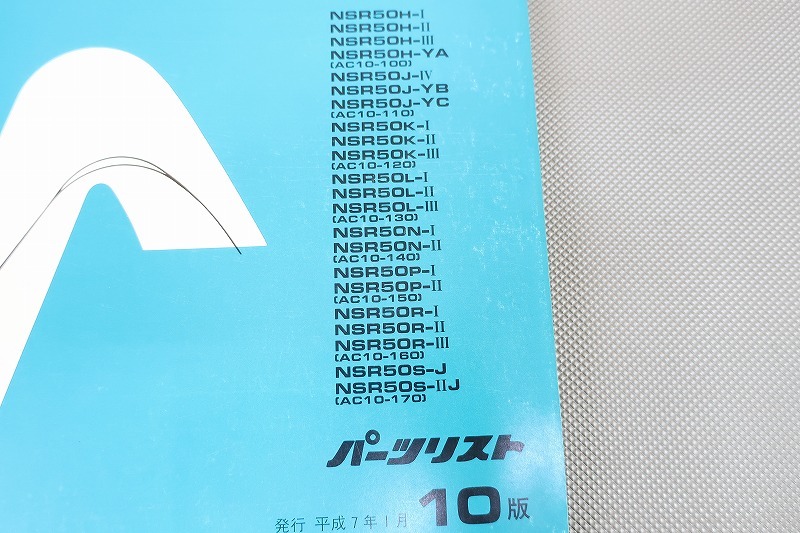 NSR50H-I
NSR50H-II
NSR50H-III
NSR50H-YA
(AC10-100)
NSR50J-IV
NSR50J-YB
NSR50J-YC
(AC10-110)
NSR50K-I
NSR50K-II
NSR50K-III
(AC10-120)
NSR50L-I
NSR50L-II
NSR50L-III
(AC10-130)
NSR50N-I
NSR50N-II
(AC10-140)
NSR50P-I
NSR50P-II
(AC10-150)
NSR50R-I
NSR50R-II
NSR50R-III
(AC10-160)
NSR50S-J
NSR50S-IIJ
(AC10-170)
パーツリスト
発行 平成7年1月 10版